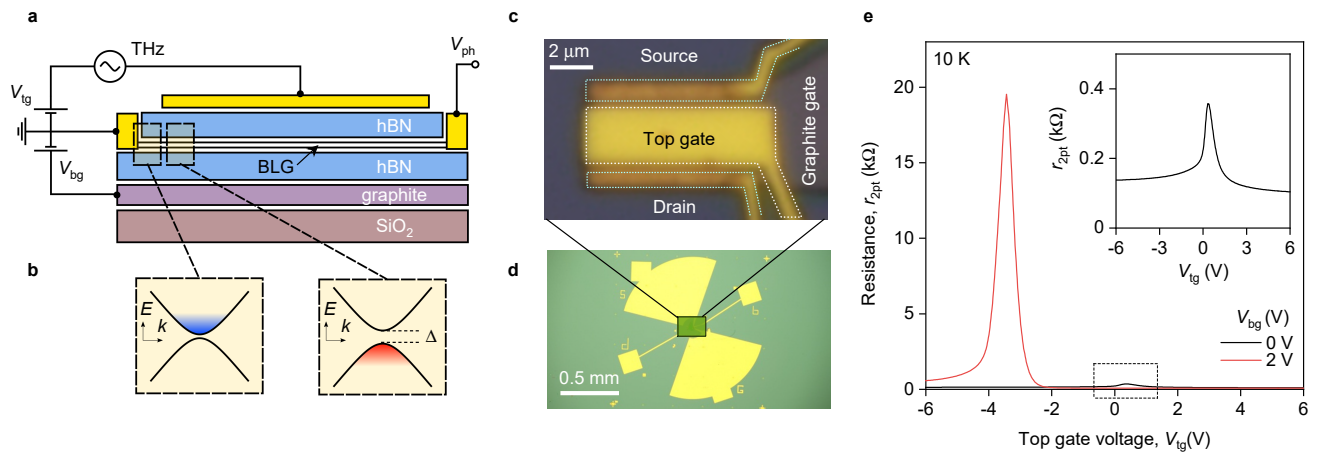 a
THz
V_ph
V_tg
hBN
BLG
V_bg
hBN
graphite
SiO₂
b
E
k
E
k
Δ
c
2 μm
Source
Top gate
Graphite gate
Drain
d
s
d
0.5 mm
e
10 K
Resistance, r_2pt (kΩ)
20
15
10
5
0
-6
-4
-2
0
2
4
6
Top gate voltage, V_tg(V)
r_2pt (kΩ)
0.4
0.2
0
-6
-3
0
3
6
V_tg (V)
V_bg (V)
0 V
2 V